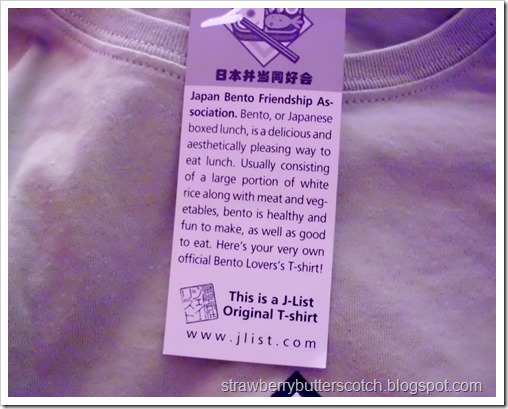 日本弁当同好会
Japan Bento Friendship As-
sociation. Bento, or Japanese
boxed lunch, is a delicious and
aesthetically pleasing way to
eat lunch. Usually consisting
of a large portion of white
rice along with meat and veg-
etables, bento is healthy and
fun to make, as well as good
to eat. Here's your very own
official Bento Lovers's T-shirt!
This is a J-List
Original T-shirt
www.jlist.com
strawberrybutterscotch.blogspot.com